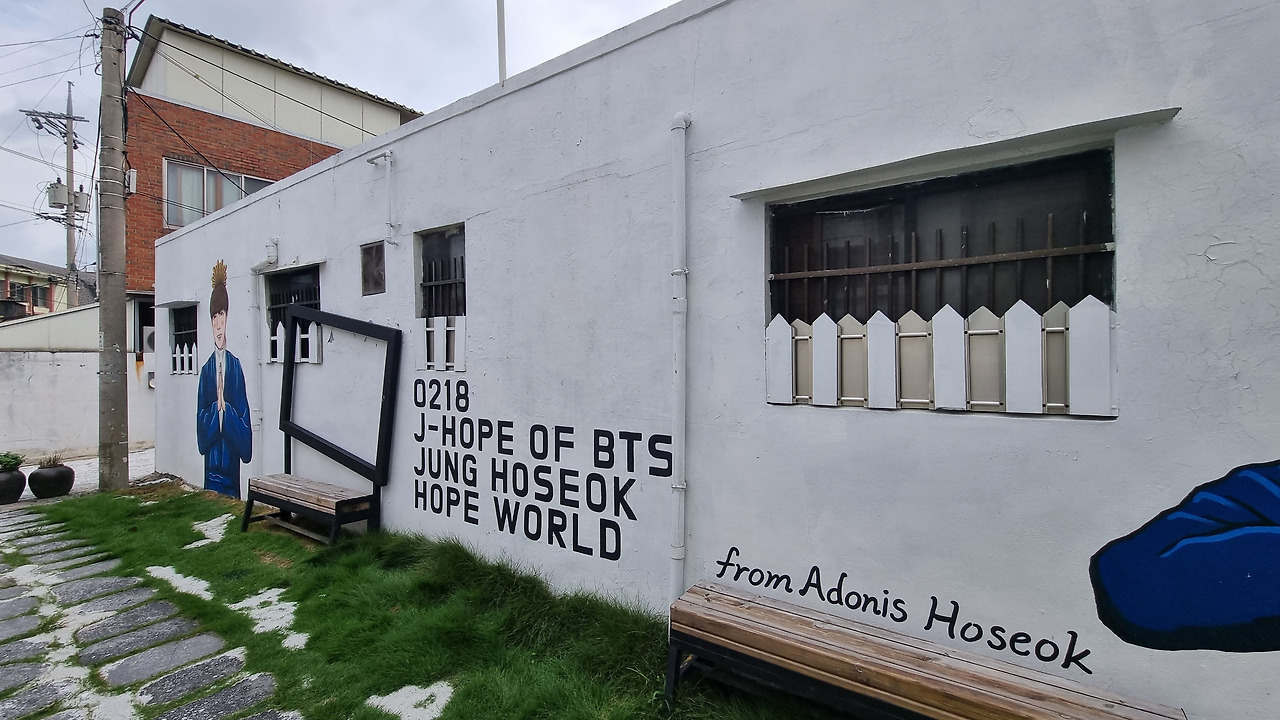 0218
J-HOPE OF BTS
JUNG HOSEOK
HOPE WORLD
from Adonis Hoseok